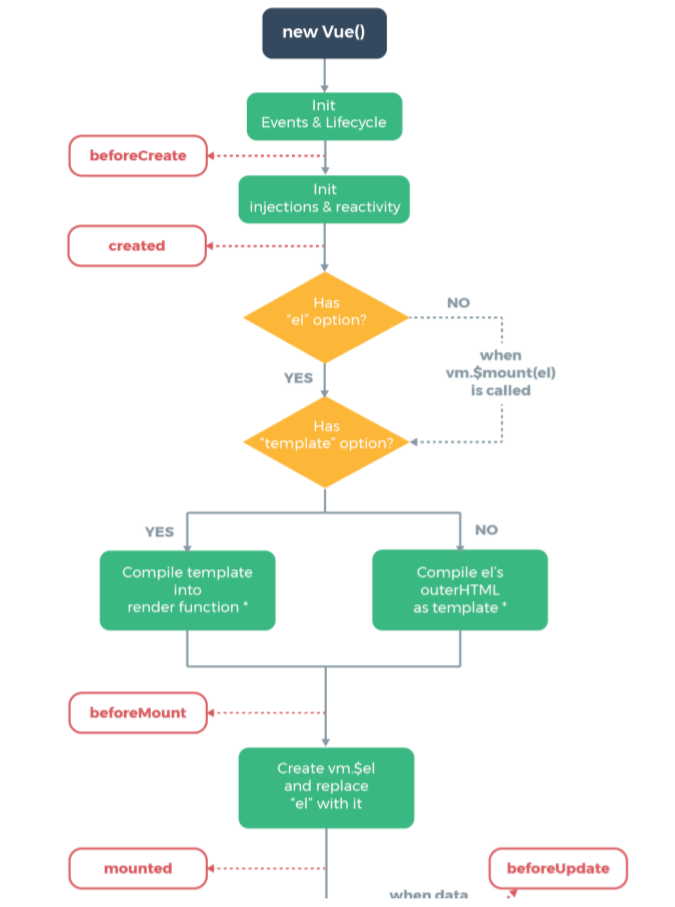 new Vue()
Init
Events & Lifecycle
beforeCreate
Init
injections & reactivity
created
Has
“el” option?
NO
when
vm.$mount(el)
is called
YES
Has
“template” option?
YES
NO
Compile template
into
render function *
Compile el’s
outerHTML
as template *
beforeMount
Create vm.$el
and replace
“el” with it
mounted
beforeUpdate
when data